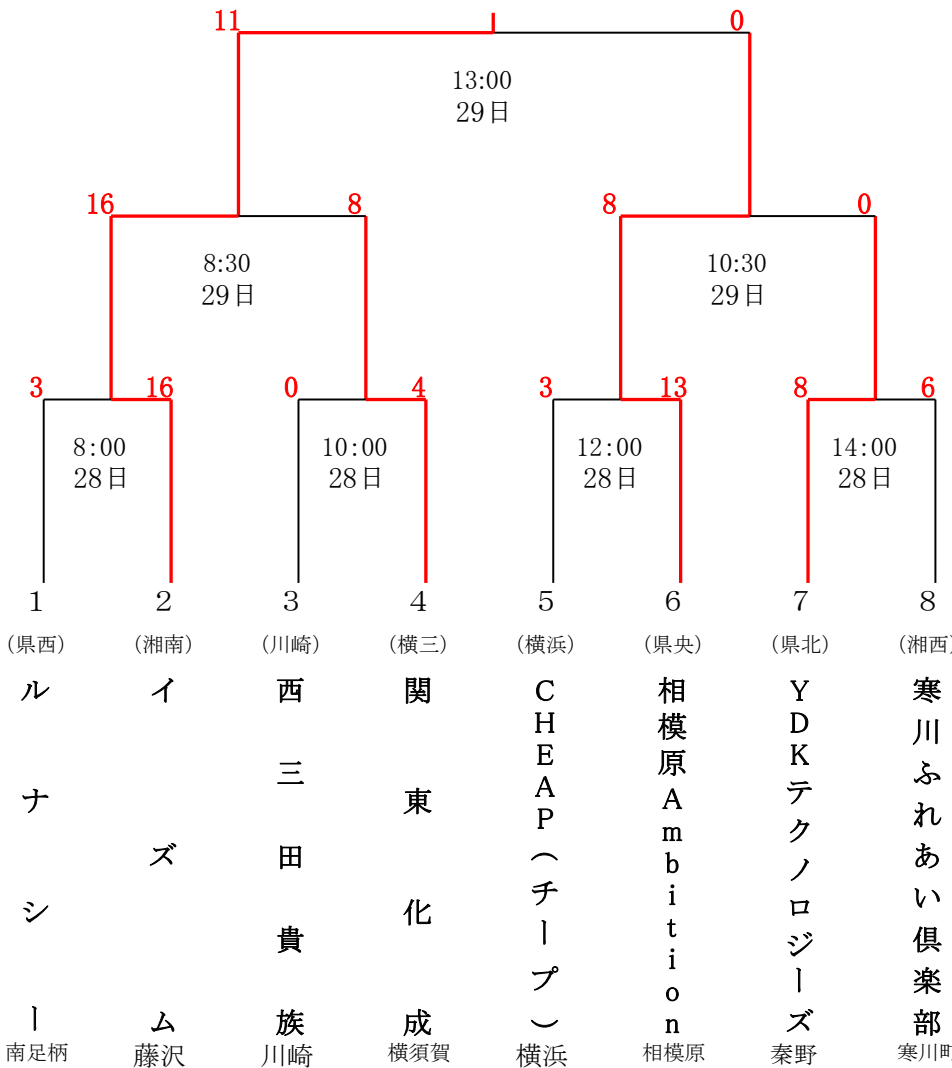 11 0
13:00
29日
16 8 8 0
8:30 10:30
29日 29日
3 16 0 4 3 13 8 6
8:00 10:00 12:00 14:00
28日 28日 28日 28日
1 2 3 4 5 6 7 8
(県西) (湘南) (川崎) (横三) (横浜) (県央) (県北) (湘西)
ルナシー
イズム
西三田貴族
関東化成
CHEAP(チープ)
相模原Ambition
YDKテクノロジーズ
寒川ふれあい倶楽部
南足柄 藤沢 川崎 横須賀 横浜 相模原 秦野 寒川町